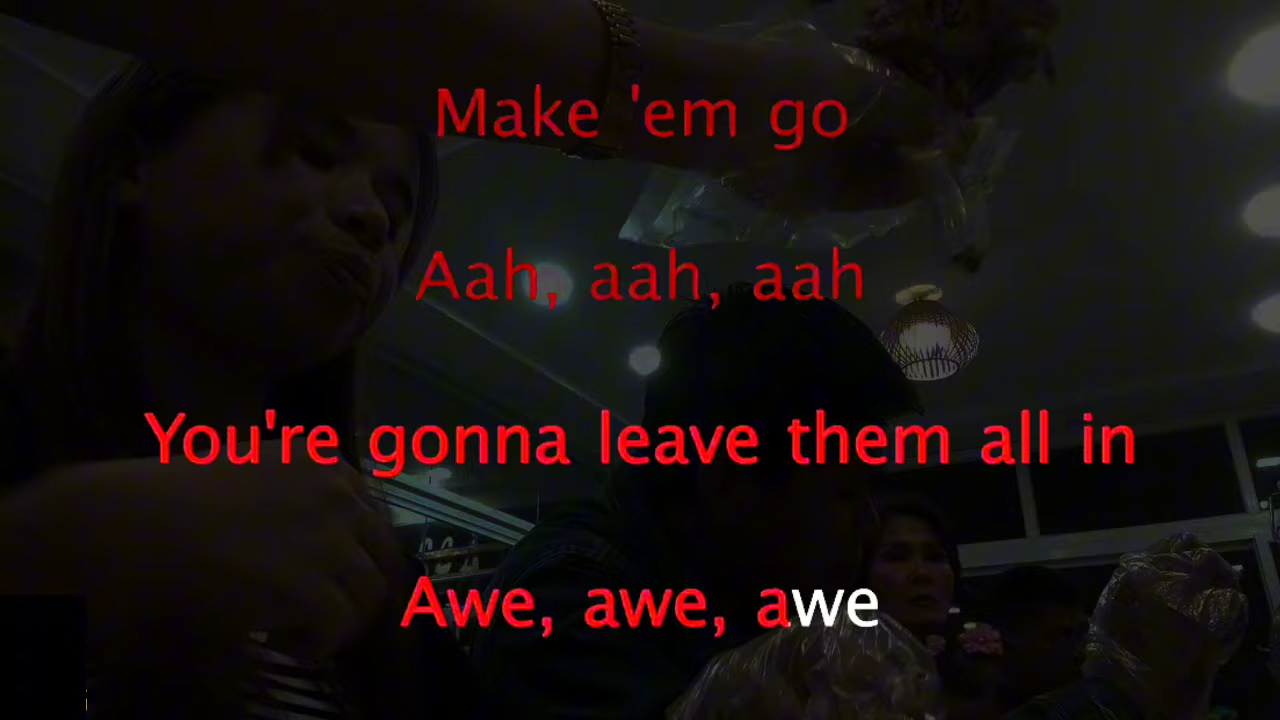 Make 'em go
Aah, aah, aah
You're gonna leave them all in
Awe, awe, awe